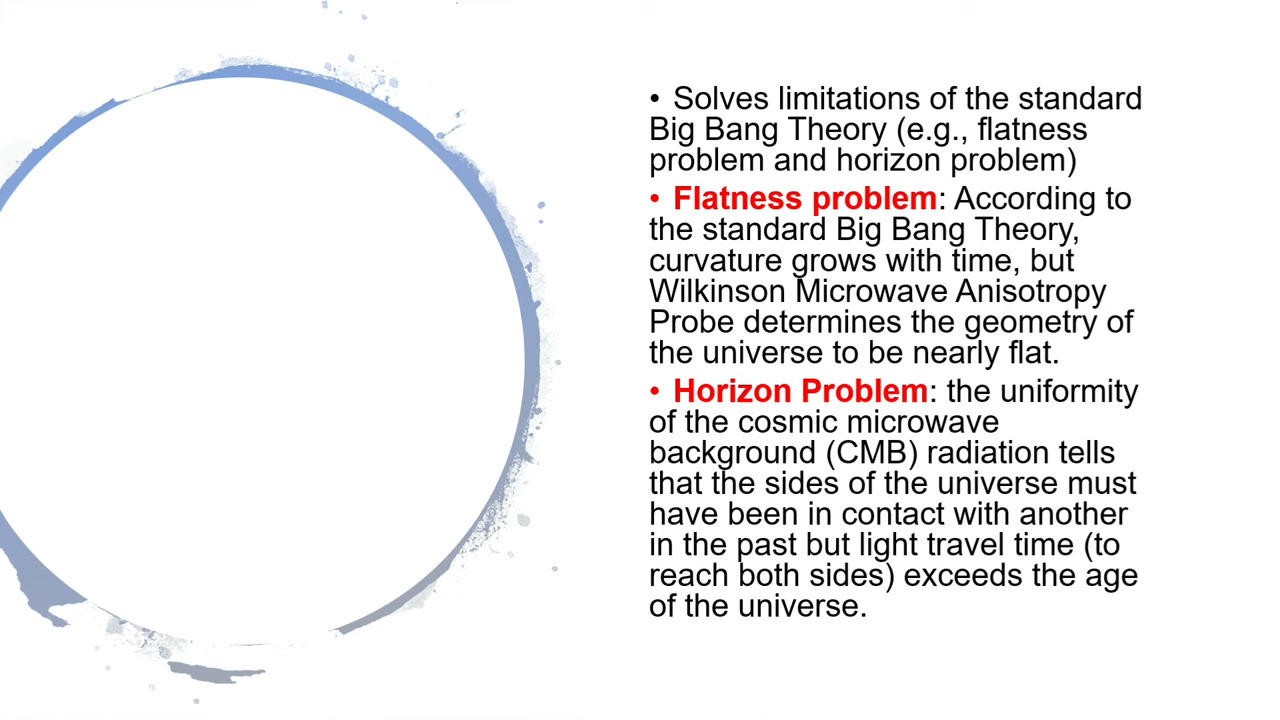 • Solves limitations of the standard
Big Bang Theory (e.g., flatness
problem and horizon problem)
• Flatness problem: According to
the standard Big Bang Theory,
curvature grows with time, but
Wilkinson Microwave Anisotropy
Probe determines the geometry of
the universe to be nearly flat.
• Horizon Problem: the uniformity
of the cosmic microwave
background (CMB) radiation tells
that the sides of the universe must
have been in contact with another
in the past but light travel time (to
reach both sides) exceeds the age
of the universe.